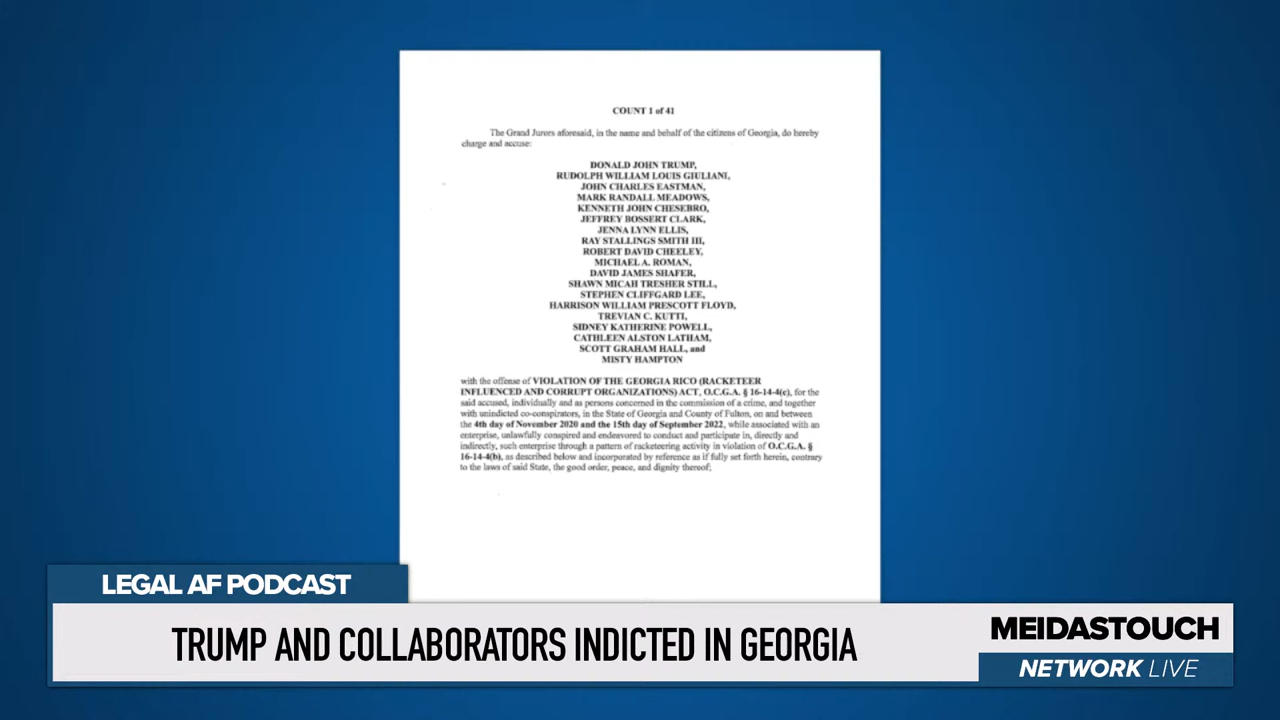 COUNT 1 of 41
The Grand Jurors aforesaid, in the name and behalf of the citizens of Georgia, do hereby
charge and accuse:
DONALD JOHN TRUMP,
RUDOLPH WILLIAM LOUIS GIULIANI,
JOHN CHARLES EASTMAN,
MARK RANDALL MEADOWS,
KENNETH JOHN CHESEBRO,
JEFFREY BOSSERT CLARK,
JENNA LYNN ELLIS,
RAY STALLINGS SMITH III,
ROBERT DAVID CHEELEY,
MICHAEL A. ROMAN,
DAVID JAMES SHAFER,
SHAWN MICAH TRESHER STILL,
STEPHEN CLIFFGARD LEE,
HARRISON WILLIAM PRESCOTT FLOYD,
TREVIAN C. KUTTI,
SIDNEY KATHERINE POWELL,
CATHLEEN ALSTON LATHAM,
SCOTT GRAHAM HALL, and
MISTY HAMPTON
with the offense of VIOLATION OF THE GEORGIA RICO (RACKETEER
INFLUENCED AND CORRUPT ORGANIZATIONS) ACT, O.C.G.A. § 16-14-4(c), for the
said accused, individually and as persons concerned in the commission of a crime, and together
with unindicted co-conspirators, in the State of Georgia and County of Fulton, on and between
the 4th day of November 2020 and the 15th day of September 2022, while associated with an
enterprise, unlawfully conspired and endeavored to conduct and participate in, directly and
indirectly, such enterprise through a pattern of racketeering activity in violation of O.C.G.A. §
16-14-4(b), as described below and incorporated by reference as if fully set forth herein, contrary
to the laws of said State, the good order, peace, and dignity thereof;
LEGAL AF PODCAST
TRUMP AND COLLABORATORS INDICTED IN GEORGIA
MEIDASTOUCH
NETWORK LIVE